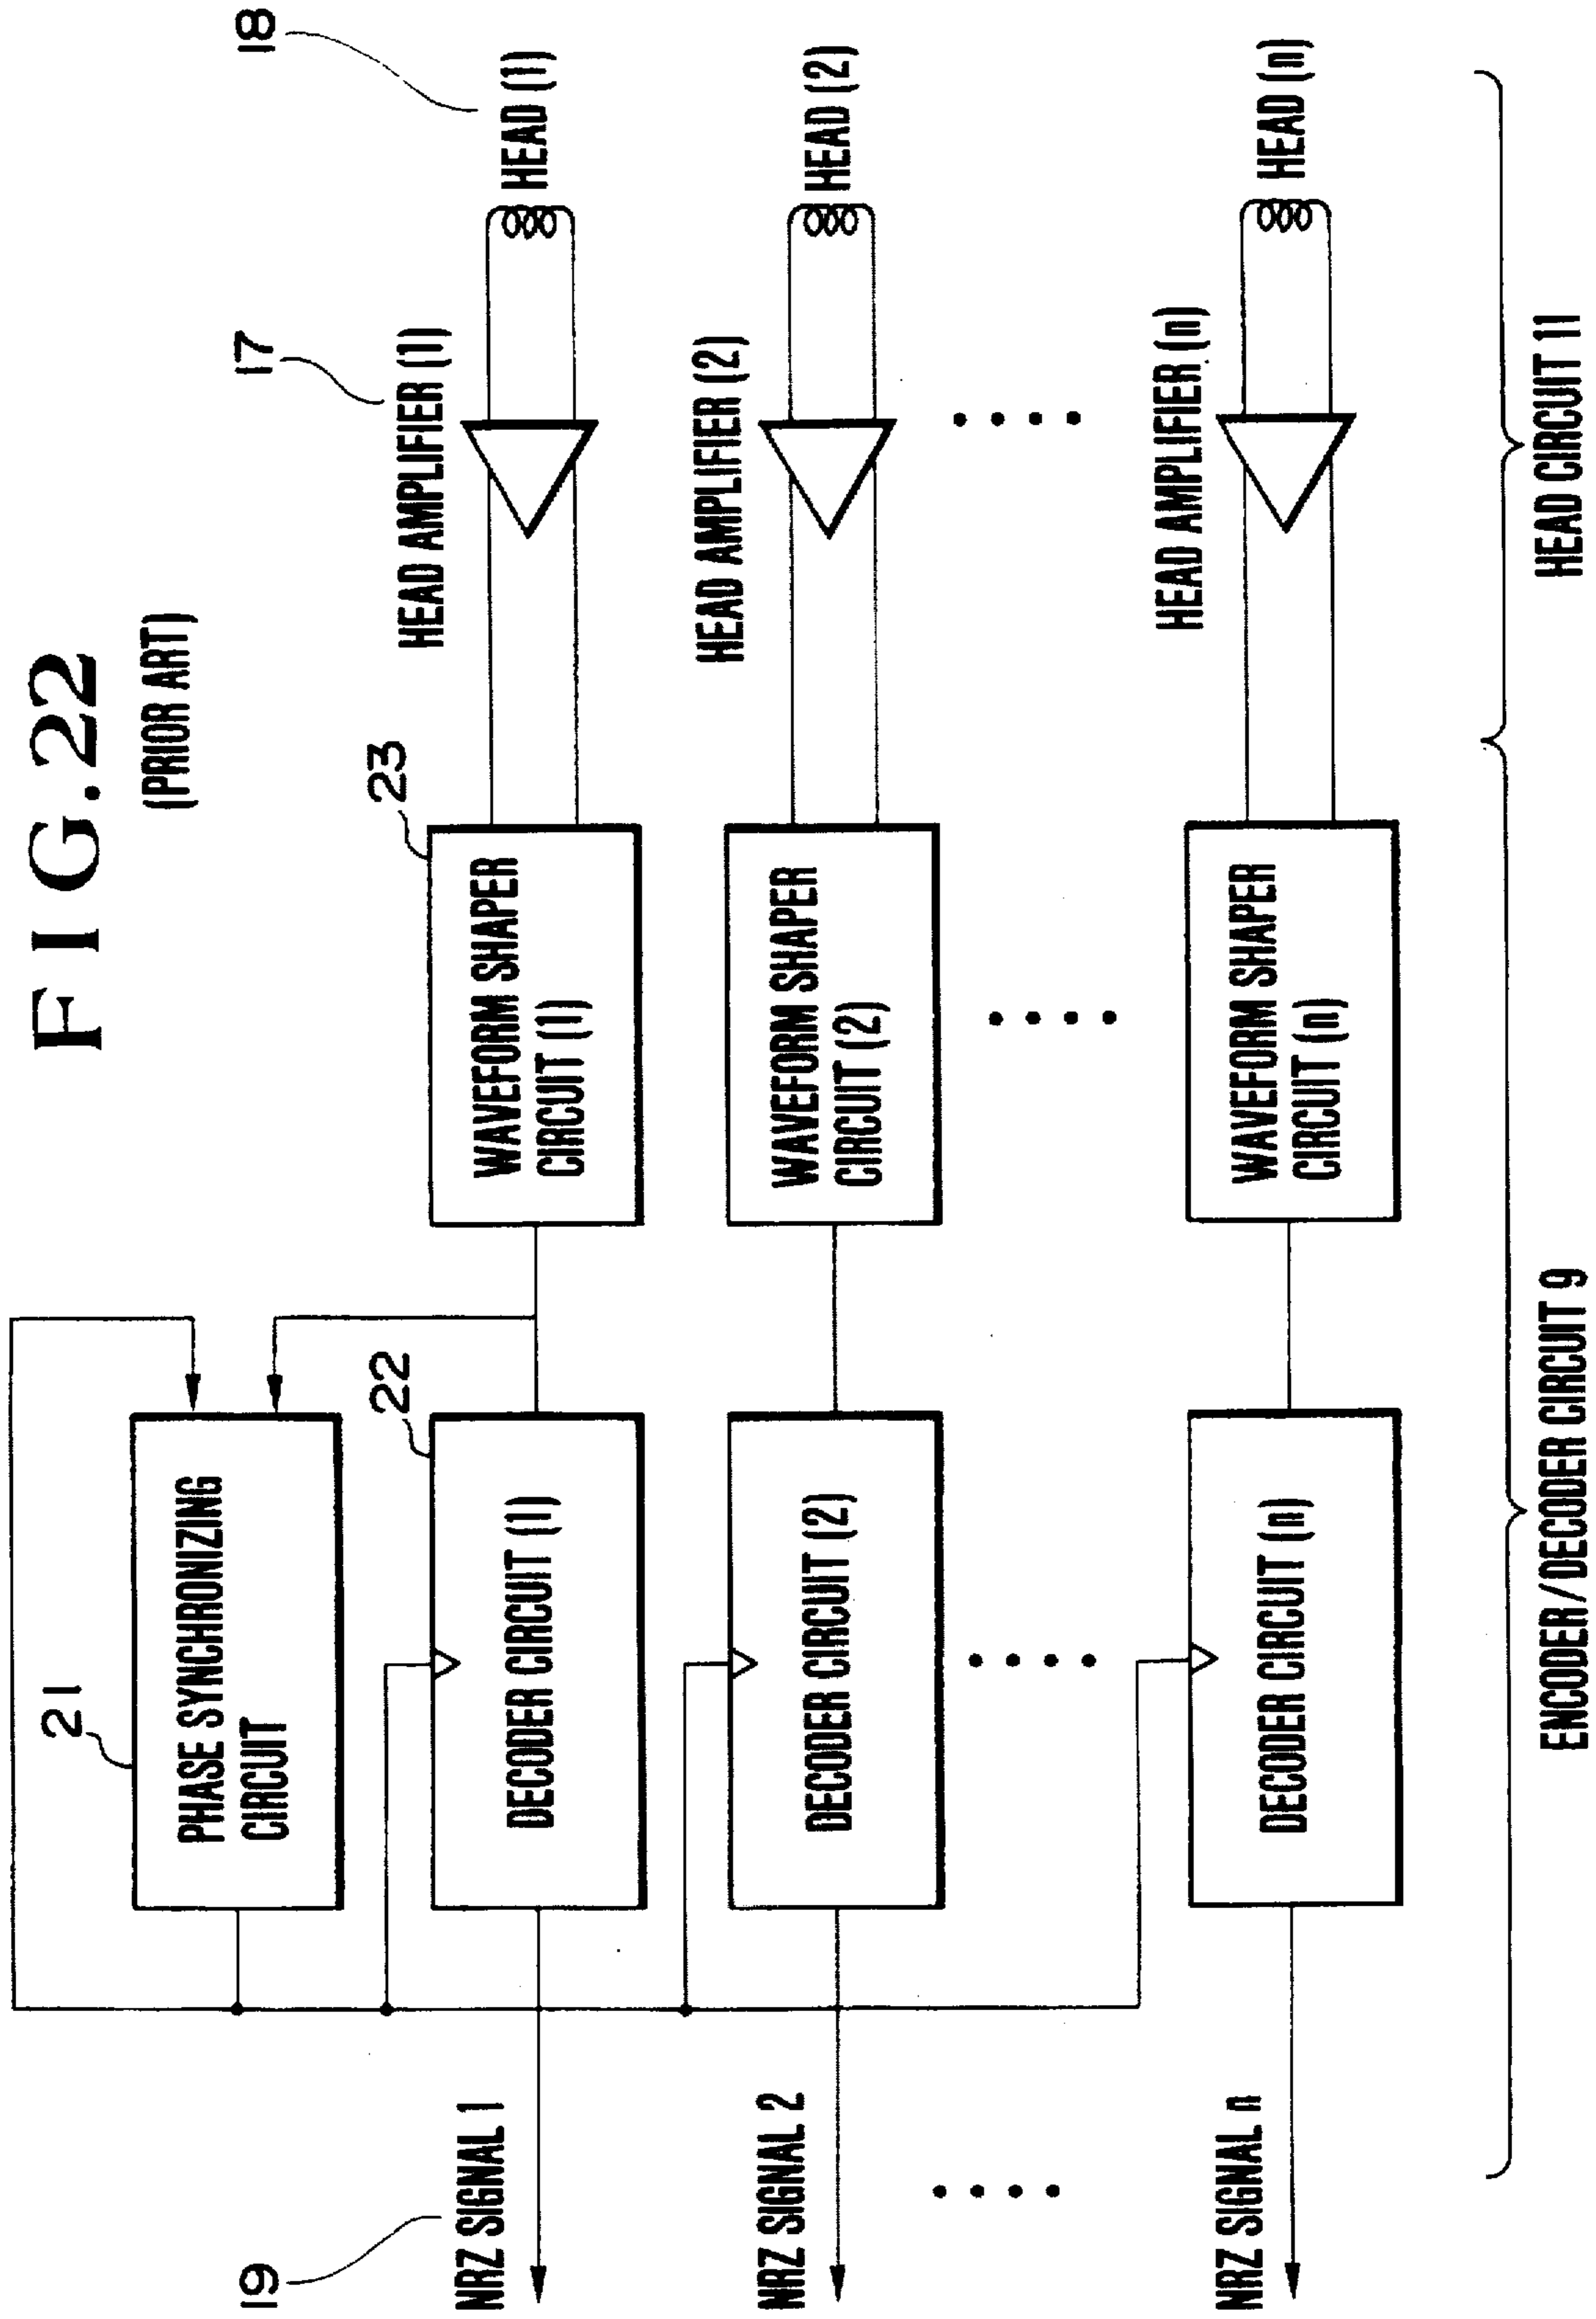 FIG.22
(PRIOR ART)
18
17
HEAD (1)
HEAD AMPLIFIER (1)
23
WAVEFORM SHAPER
CIRCUIT (1)
21
PHASE SYNCHRONIZING
CIRCUIT
22
DECODER CIRCUIT (1)
19
NRZ SIGNAL 1
HEAD (2)
HEAD AMPLIFIER (2)
WAVEFORM SHAPER
CIRCUIT (2)
DECODER CIRCUIT (2)
NRZ SIGNAL 2
HEAD (n)
HEAD AMPLIFIER (n)
WAVEFORM SHAPER
CIRCUIT (n)
DECODER CIRCUIT (n)
NRZ SIGNAL n
ENCODER/DECODER CIRCUIT 9
HEAD CIRCUIT 11